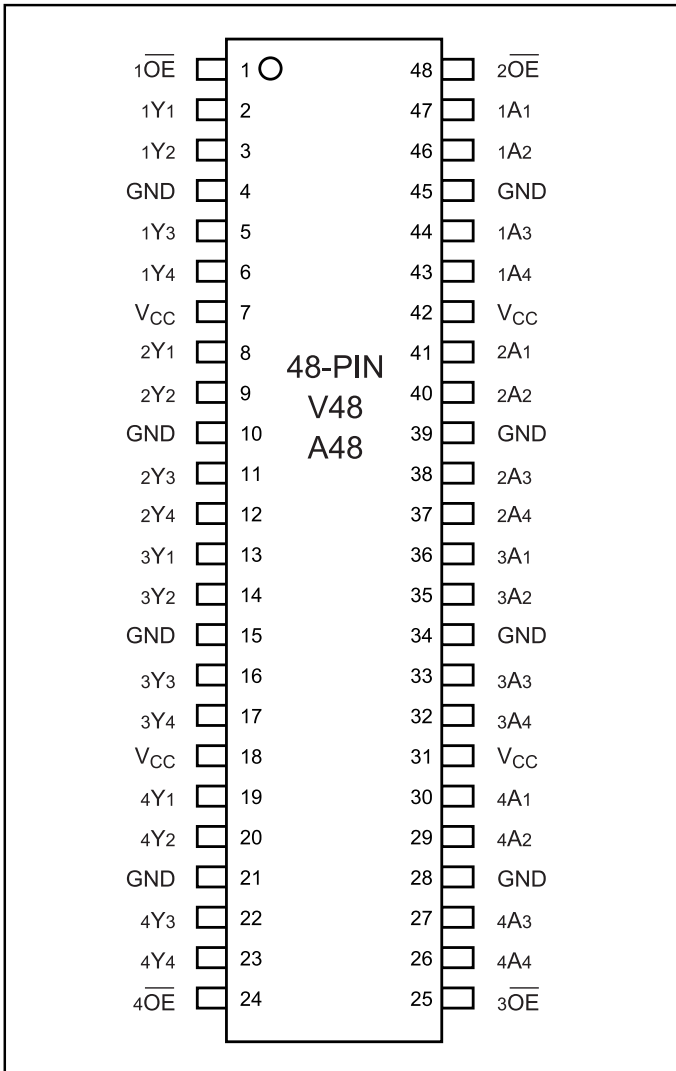 1OE 1 48 2OE
1Y1 2 47 1A1
1Y2 3 46 1A2
GND 4 45 GND
1Y3 5 44 1A3
1Y4 6 43 1A4
VCC 7 42 VCC
2Y1 8 41 2A1
2Y2 9 40 2A2
GND 10 39 GND
2Y3 11 38 2A3
2Y4 12 37 2A4
3Y1 13 36 3A1
3Y2 14 35 3A2
GND 15 34 GND
3Y3 16 33 3A3
3Y4 17 32 3A4
VCC 18 31 VCC
4Y1 19 30 4A1
4Y2 20 29 4A2
GND 21 28 GND
4Y3 22 27 4A3
4Y4 23 26 4A4
4OE 24 25 3OE
48-PIN
V48
A48